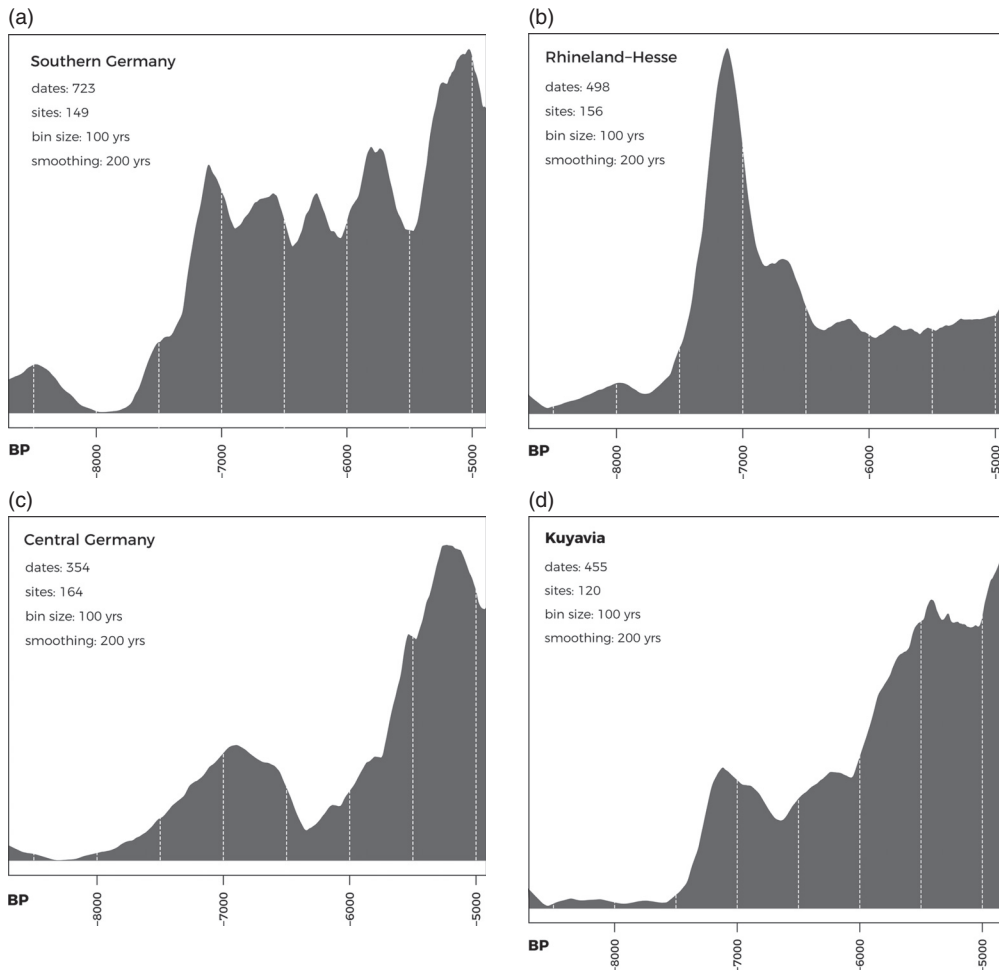 (a)
Southern Germany
dates: 723
sites: 149
bin size: 100 yrs
smoothing: 200 yrs
BP
-8000
-7000
-6000
-5000
(b)
Rhineland–Hesse
dates: 498
sites: 156
bin size: 100 yrs
smoothing: 200 yrs
BP
-8000
-7000
-6000
-5000
(c)
Central Germany
dates: 354
sites: 164
bin size: 100 yrs
smoothing: 200 yrs
BP
-8000
-7000
-6000
-5000
(d)
Kuyavia
dates: 455
sites: 120
bin size: 100 yrs
smoothing: 200 yrs
BP
-8000
-7000
-6000
-5000